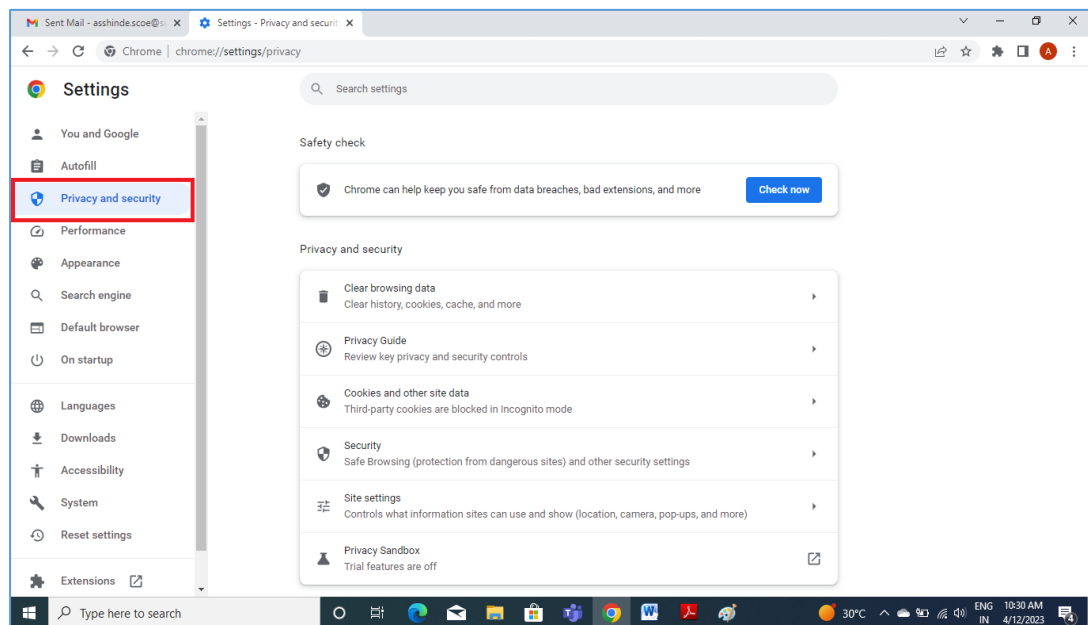 Sent Mail - asshinde.scoe@si
Settings - Privacy and securit
Chrome | chrome://settings/privacy
A
Settings
Search settings
You and Google
Autofill
Privacy and security
Performance
Appearance
Search engine
Default browser
On startup
Languages
Downloads
Accessibility
System
Reset settings
Extensions
Safety check
Chrome can help keep you safe from data breaches, bad extensions, and more
Check now
Privacy and security
Clear browsing data
Clear history, cookies, cache, and more
Privacy Guide
Review key privacy and security controls
Cookies and other site data
Third-party cookies are blocked in Incognito mode
Security
Safe Browsing (protection from dangerous sites) and other security settings
Site settings
Controls what information sites can use and show (location, camera, pop-ups, and more)
Privacy Sandbox
Trial features are off
Type here to search
30°C
ENG
IN
10:30 AM
4/12/2023
4